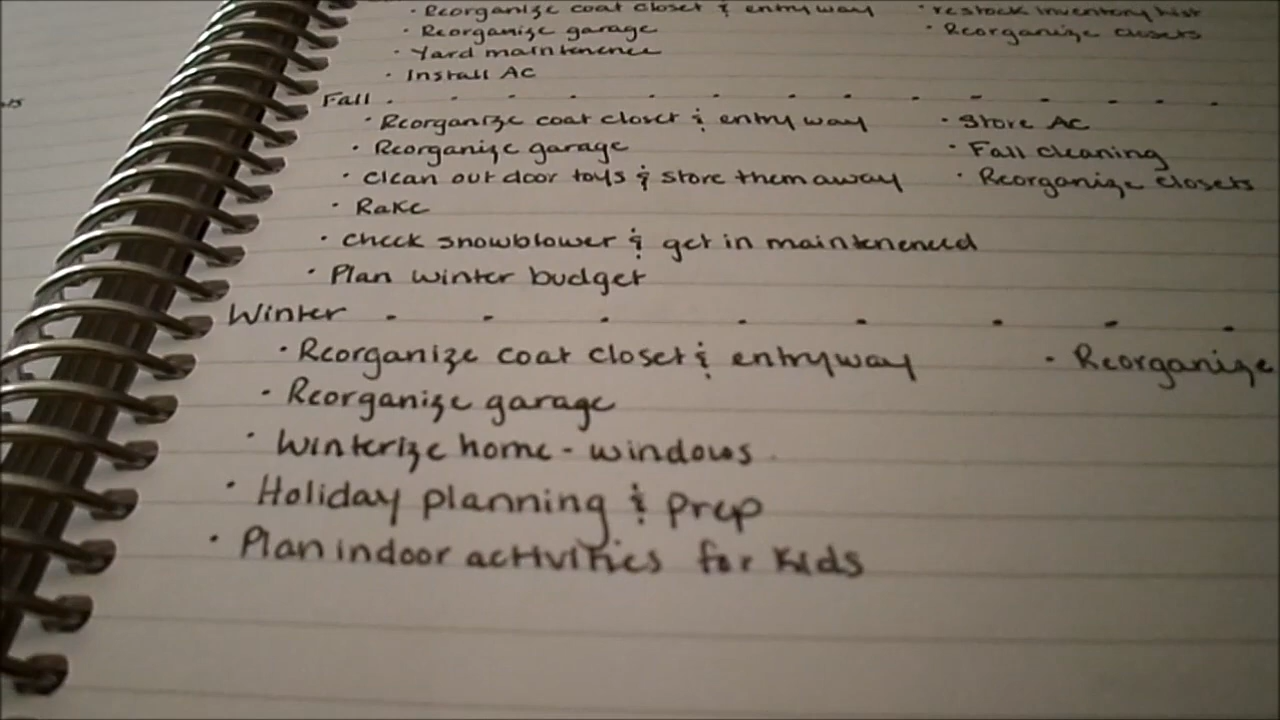 · Reorganize coat closet & entryway · restock inventory list
· Reorganize garage · Reorganize closets
· Yard maintenence
· Install AC
Fall . . . . . . . . . . . .
· Reorganize coat closet & entry way · Store AC
· Reorganize garage · Fall cleaning
· Clean out door toys & store them away · Reorganize closets
· Rake
· Check snowblower & get in maintenenced
· Plan winter budget
Winter . . . . . . . .
· Reorganize coat closet & entryway · Reorganize
· Reorganize garage
· Winterize home - windows
· Holiday planning & prep
· Plan indoor activities for kids